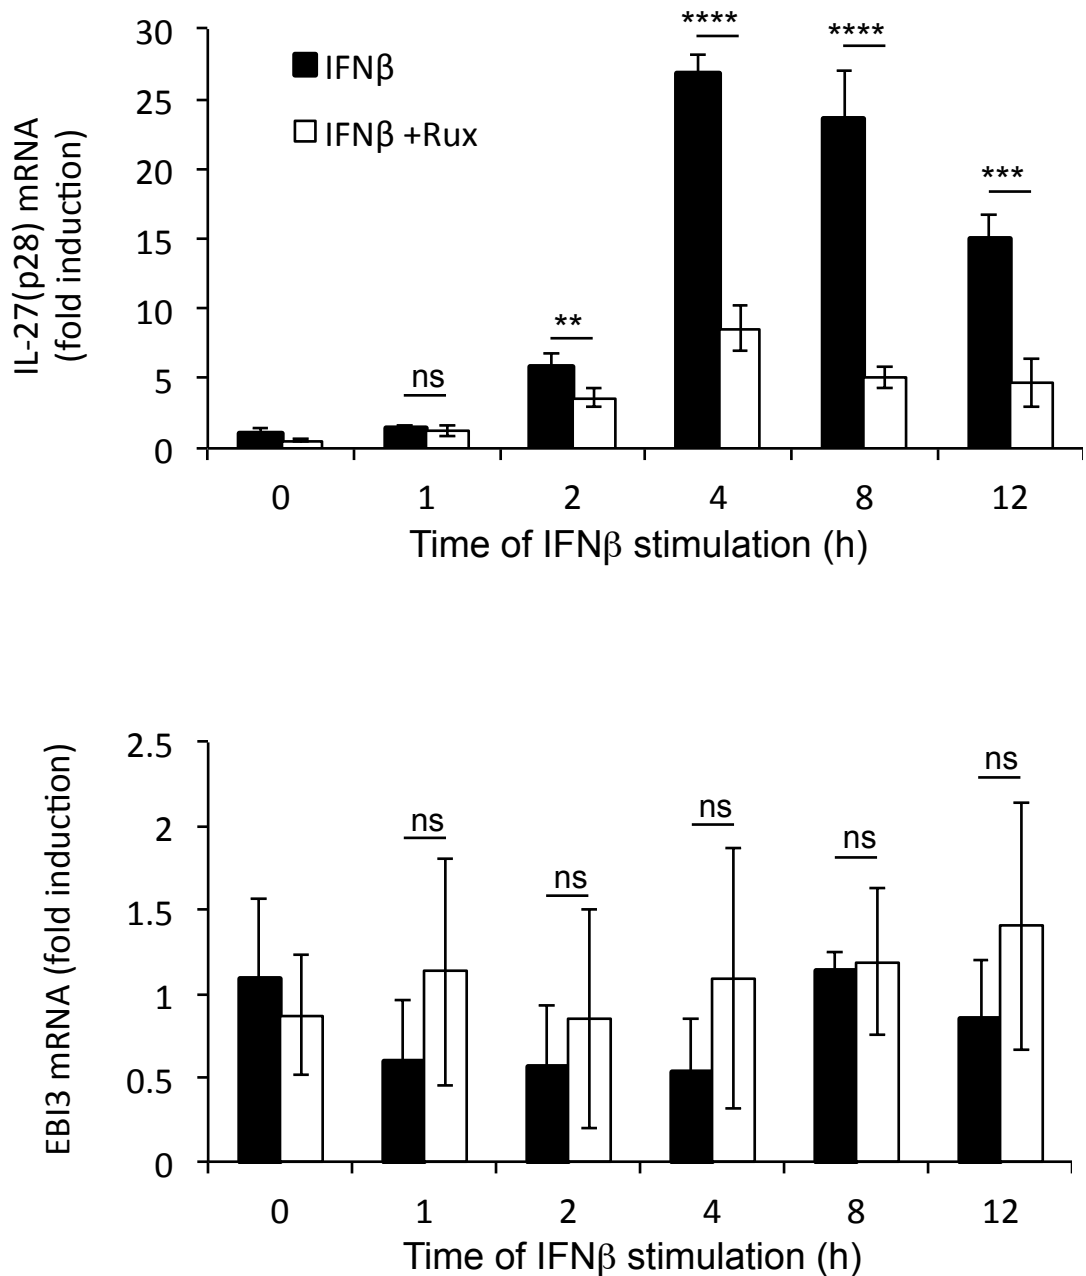 IL-27(p28) mRNA
(fold induction)
30
25
20
15
10
5
0
IFNβ
IFNβ +Rux
ns
**
****
****
***
0 1 2 4 8 12
Time of IFNβ stimulation (h)
EBI3 mRNA (fold induction)
2.5
2
1.5
1
0.5
0
ns
ns
ns
ns
ns
0 1 2 4 8 12
Time of IFNβ stimulation (h)